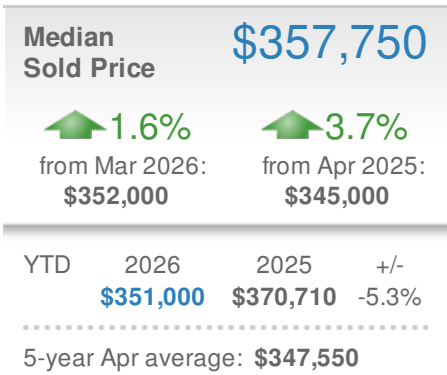 Median
Sold Price
$357,750
1.6%
from Mar 2026:
$352,000
3.7%
from Apr 2025:
$345,000
YTD 2026 2025 +/-
$351,000 $370,710 -5.3%
5-year Apr average: $347,550